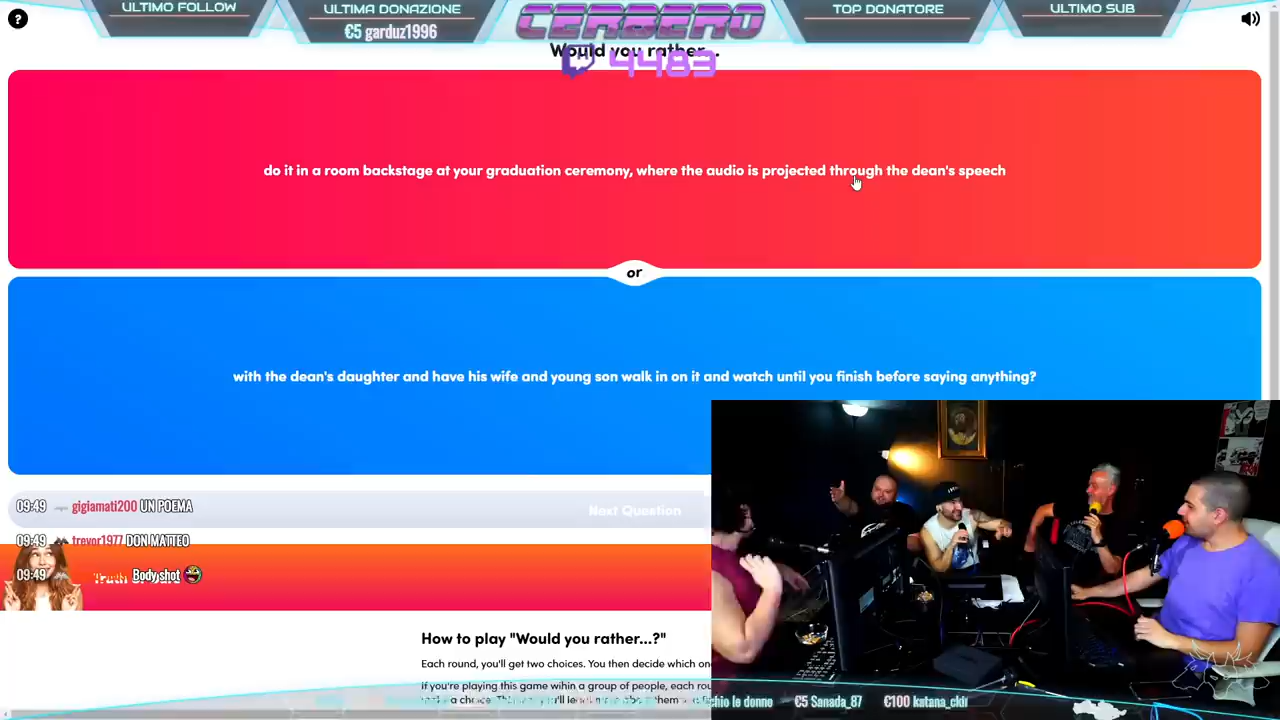 ULTIMO FOLLOW
ULTIMA DONAZIONE
€5 garduz1996
CERBERO
TOP DONATORE
ULTIMO SUB
?
Would you rather...
4483
do it in a room backstage at your graduation ceremony, where the audio is projected through the dean's speech
or
with the dean's daughter and have his wife and young son walk in on it and watch until you finish before saying anything?
Next Question
09:49 gigiamati200 UN POEMA
09:49 trevor1977 DON MATTEO
09:49 Bodyshot
How to play "Would you rather...?"
Each round, you'll get two choices. You then decide which
If you're playing this game wihin a group of people, each
le donne €5 Sanada_87 €100 katana_ckir